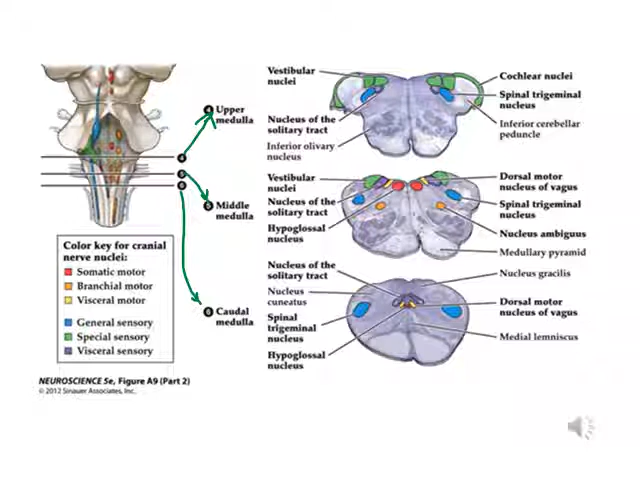 Vestibular
nuclei
Cochlear nuclei
Spinal trigeminal
nucleus
4 Upper
medulla
Nucleus of the
solitary tract
Inferior cerebellar
peduncle
Inferior olivary
nucleus
4
5
6
Vestibular
nuclei
Dorsal motor
nucleus of vagus
5 Middle
medulla
Nucleus of the
solitary tract
Spinal trigeminal
nucleus
Hypoglossal
nucleus
Nucleus ambiguus
Medullary pyramid
Color key for cranial
nerve nuclei:
Somatic motor
Branchial motor
Visceral motor
General sensory
Special sensory
Visceral sensory
Nucleus of the
solitary tract
Nucleus gracilis
Nucleus
cuneatus
Dorsal motor
nucleus of vagus
6 Caudal
medulla
Spinal
trigeminal
nucleus
Medial lemniscus
Hypoglossal
nucleus
NEUROSCIENCE 5e, Figure A9 (Part 2)
© 2012 Sinauer Associates, Inc.